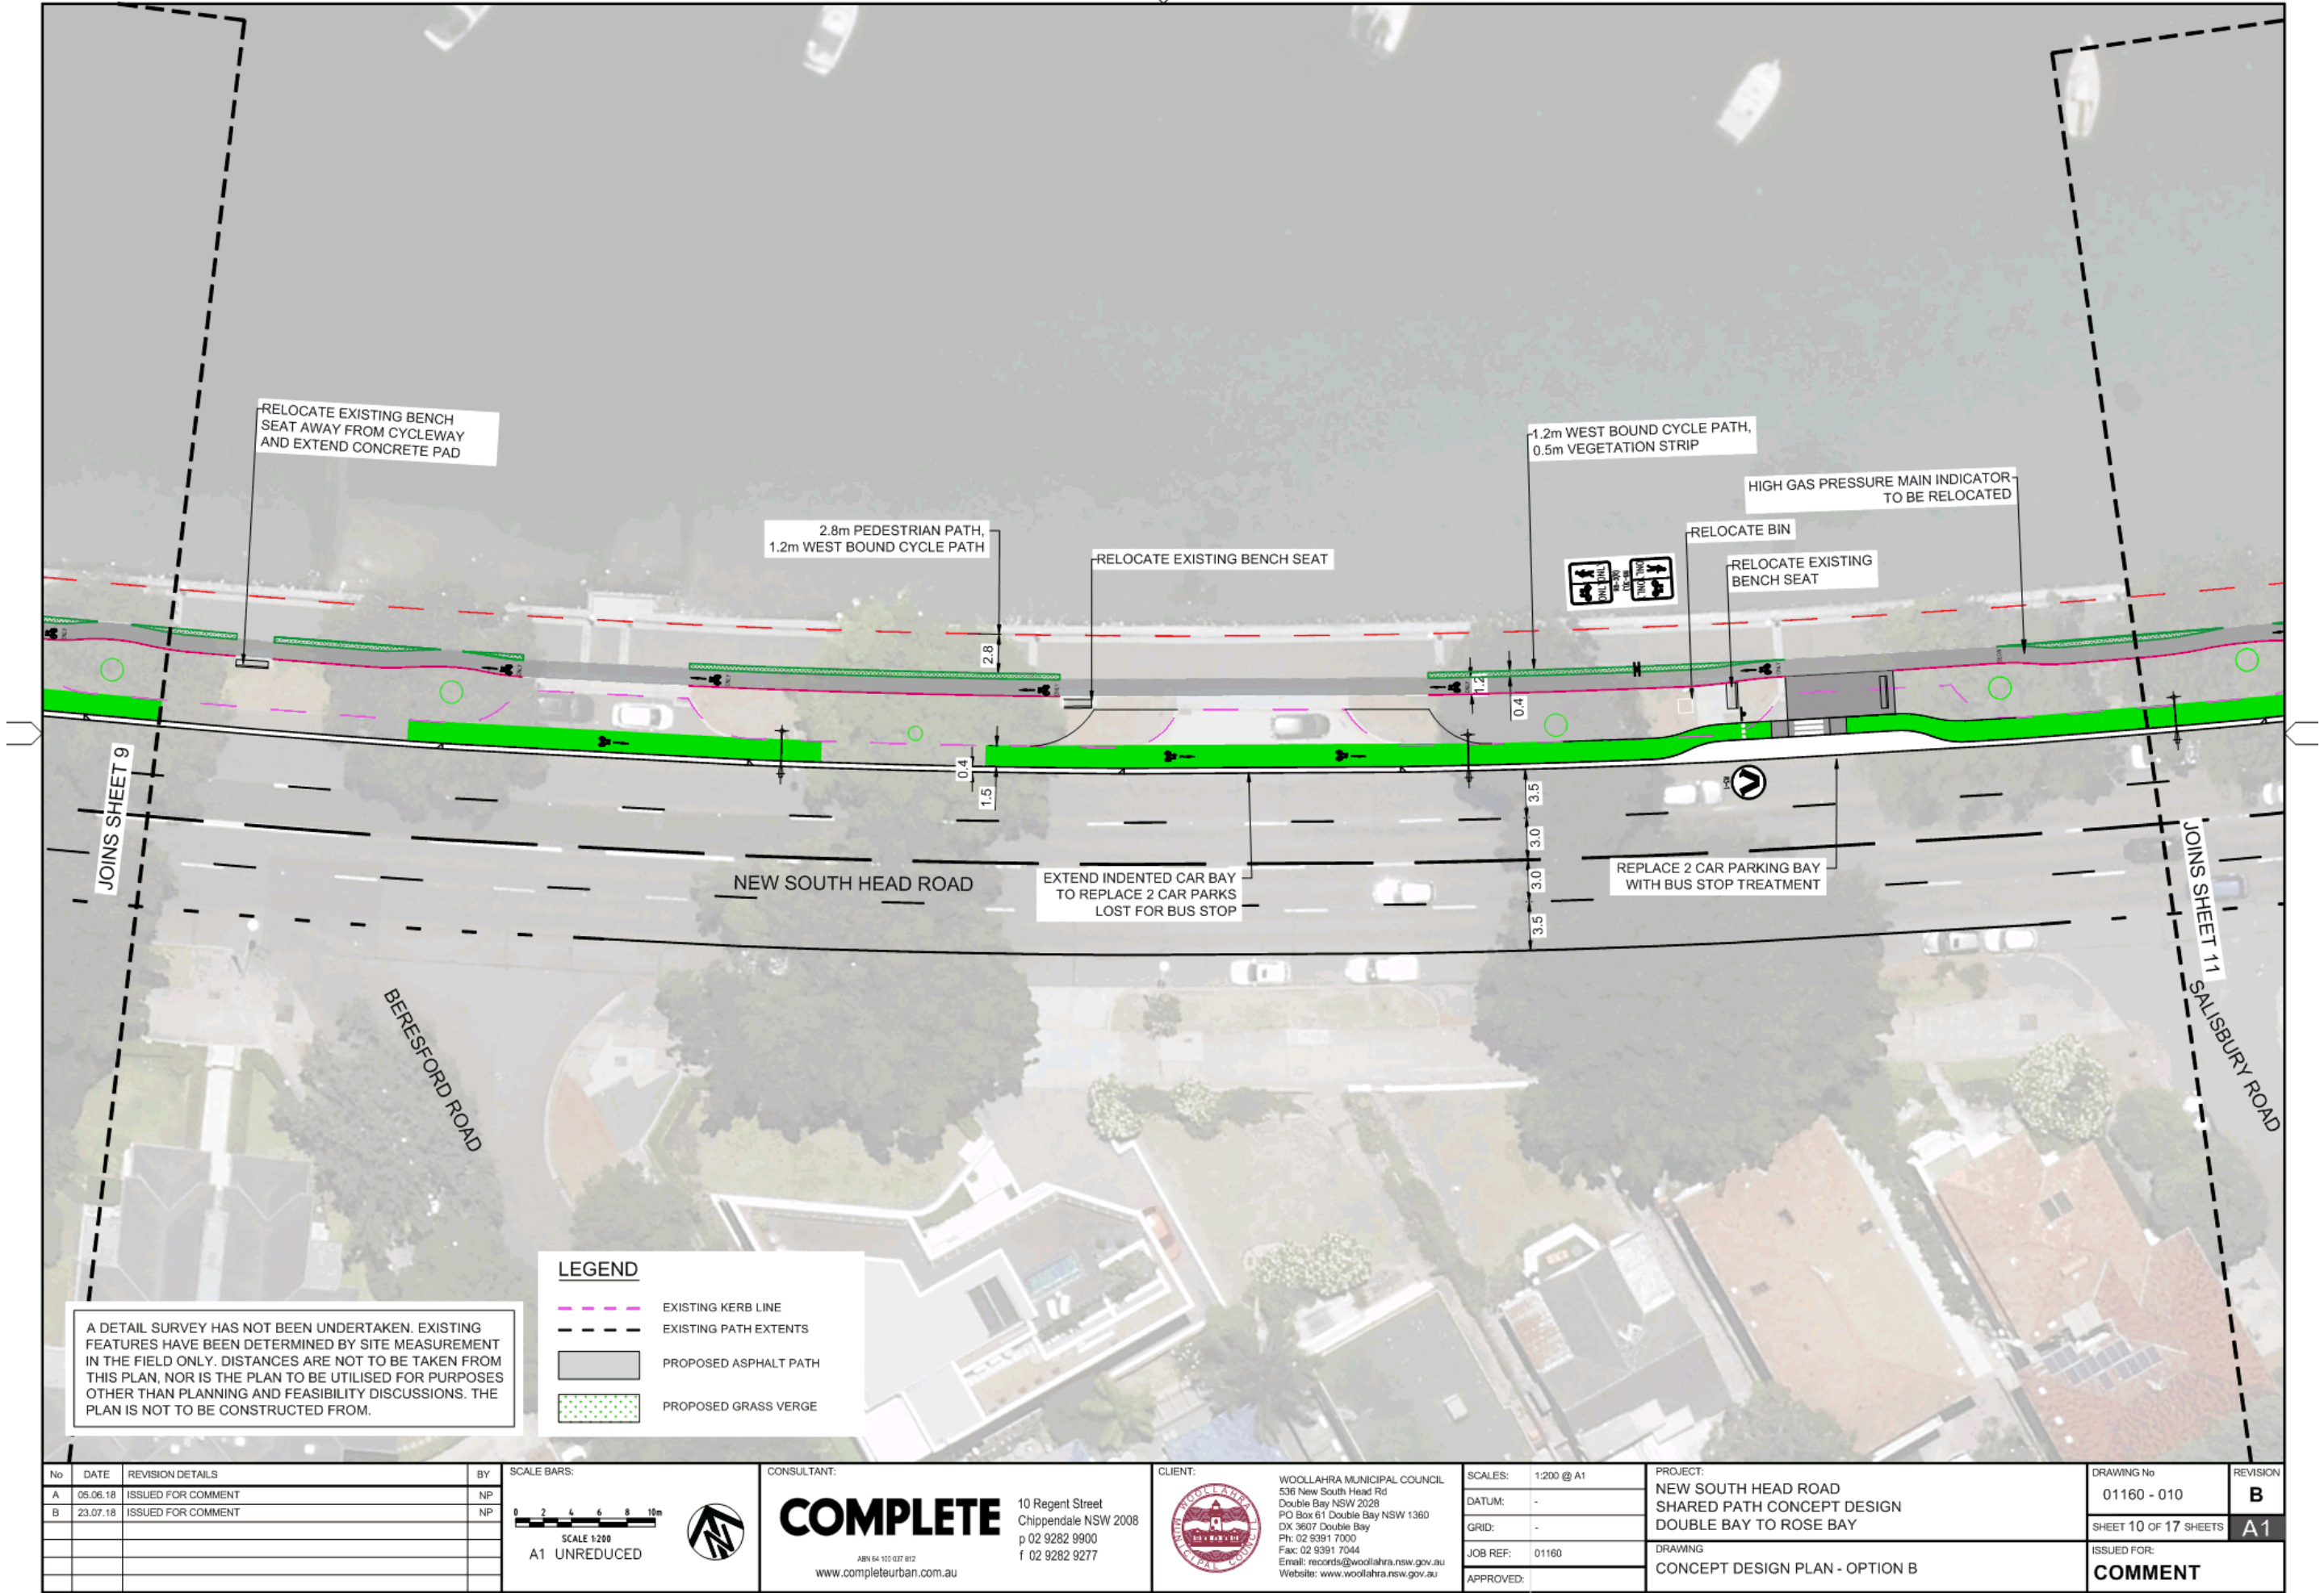 RELOCATE EXISTING BENCH
SEAT AWAY FROM CYCLEWAY
AND EXTEND CONCRETE PAD
2.8m PEDESTRIAN PATH,
1.2m WEST BOUND CYCLE PATH
RELOCATE EXISTING BENCH SEAT
1.2m WEST BOUND CYCLE PATH,
0.5m VEGETATION STRIP
HIGH GAS PRESSURE MAIN INDICATOR
TO BE RELOCATED
RELOCATE BIN
RELOCATE EXISTING
BENCH SEAT
ONLY ONLY
ONLY ONLY
2.8
1.2
0.4
0.4
1.5
3.5
3.0
3.0
3.5
JOINS SHEET 9
NEW SOUTH HEAD ROAD
EXTEND INDENTED CAR BAY
TO REPLACE 2 CAR PARKS
LOST FOR BUS STOP
REPLACE 2 CAR PARKING BAY
WITH BUS STOP TREATMENT
JOINS SHEET 11
BERESFORD ROAD
SALISBURY ROAD
LEGEND
EXISTING KERB LINE
EXISTING PATH EXTENTS
PROPOSED ASPHALT PATH
PROPOSED GRASS VERGE
A DETAIL SURVEY HAS NOT BEEN UNDERTAKEN. EXISTING
FEATURES HAVE BEEN DETERMINED BY SITE MEASUREMENT
IN THE FIELD ONLY. DISTANCES ARE NOT TO BE TAKEN FROM
THIS PLAN, NOR IS THE PLAN TO BE UTILISED FOR PURPOSES
OTHER THAN PLANNING AND FEASIBILITY DISCUSSIONS. THE
PLAN IS NOT TO BE CONSTRUCTED FROM.
No DATE REVISION DETAILS BY
A 05.06.18 ISSUED FOR COMMENT NP
B 23.07.18 ISSUED FOR COMMENT NP
SCALE BARS:
0 2 4 6 8 10m
SCALE 1:200
A1 UNREDUCED
N
CONSULTANT:
COMPLETE
ABN 64 100 037 812
www.completeurban.com.au
10 Regent Street
Chippendale NSW 2008
p 02 9282 9900
f 02 9282 9277
CLIENT:
WOOLLAHRA
MUNICIPAL COUNCIL
WOOLLAHRA MUNICIPAL COUNCIL
536 New South Head Rd
Double Bay NSW 2028
PO Box 61 Double Bay NSW 1360
DX 3607 Double Bay
Ph: 02 9391 7000
Fax: 02 9391 7044
Email: records@woollahra.nsw.gov.au
Website: www.woollahra.nsw.gov.au
SCALES: 1:200 @ A1
DATUM: -
GRID: -
JOB REF: 01160
APPROVED:
PROJECT:
NEW SOUTH HEAD ROAD
SHARED PATH CONCEPT DESIGN
DOUBLE BAY TO ROSE BAY
DRAWING
CONCEPT DESIGN PLAN - OPTION B
DRAWING No
01160 - 010
REVISION
B
SHEET 10 OF 17 SHEETS
A1
ISSUED FOR:
COMMENT